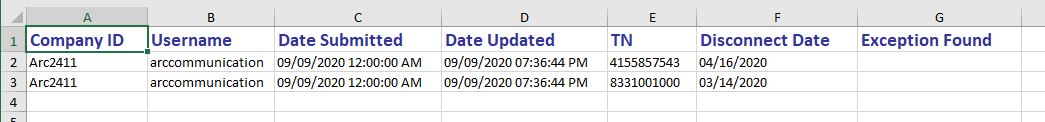 A B C D E F G
1 Company ID Username Date Submitted Date Updated TN Disconnect Date Exception Found
2 Arc2411 arccommunication 09/09/2020 12:00:00 AM 09/09/2020 07:36:44 PM 4155857543 04/16/2020
3 Arc2411 arccommunication 09/09/2020 12:00:00 AM 09/09/2020 07:36:44 PM 8331001000 03/14/2020
4